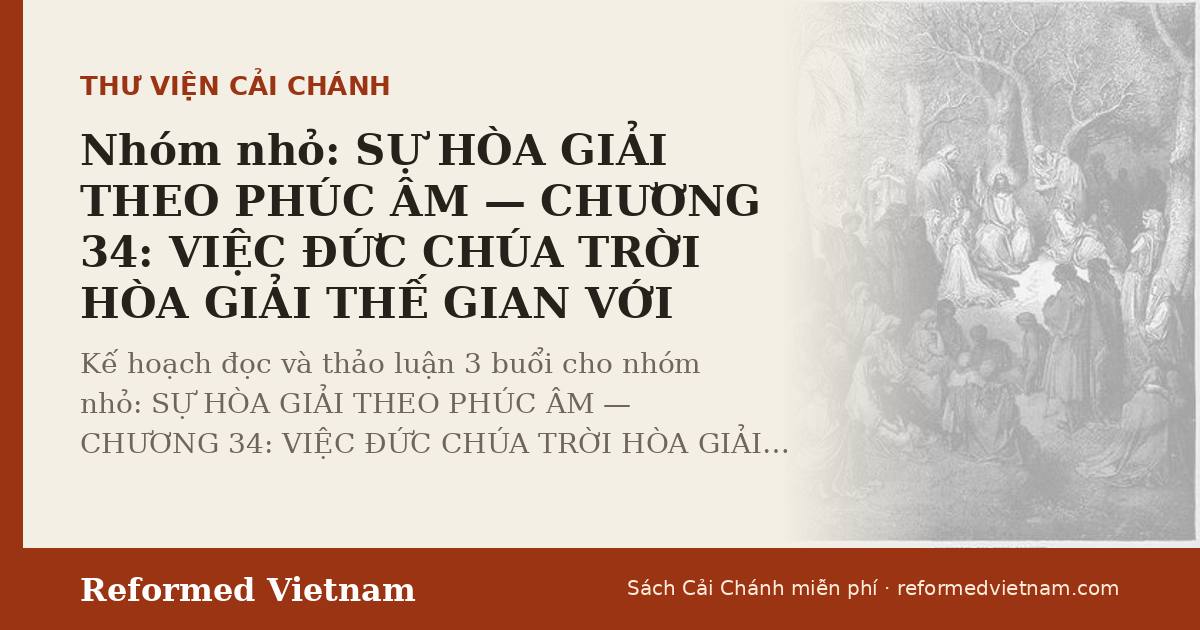 THƯ VIỆN CẢI CHÁNH
Nhóm nhỏ: SỰ HÒA GIẢI
THEO PHÚC ÂM — CHƯƠNG
34: VIỆC ĐỨC CHÚA TRỜI
HÒA GIẢI THẾ GIAN VỚI
Kế hoạch đọc và thảo luận 3 buổi cho nhóm
nhỏ: SỰ HÒA GIẢI THEO PHÚC ÂM —
CHƯƠNG 34: VIỆC ĐỨC CHÚA TRỜI HÒA GIẢI...
Reformed Vietnam
Sách Cải Chánh miễn phí · reformedvietnam.com